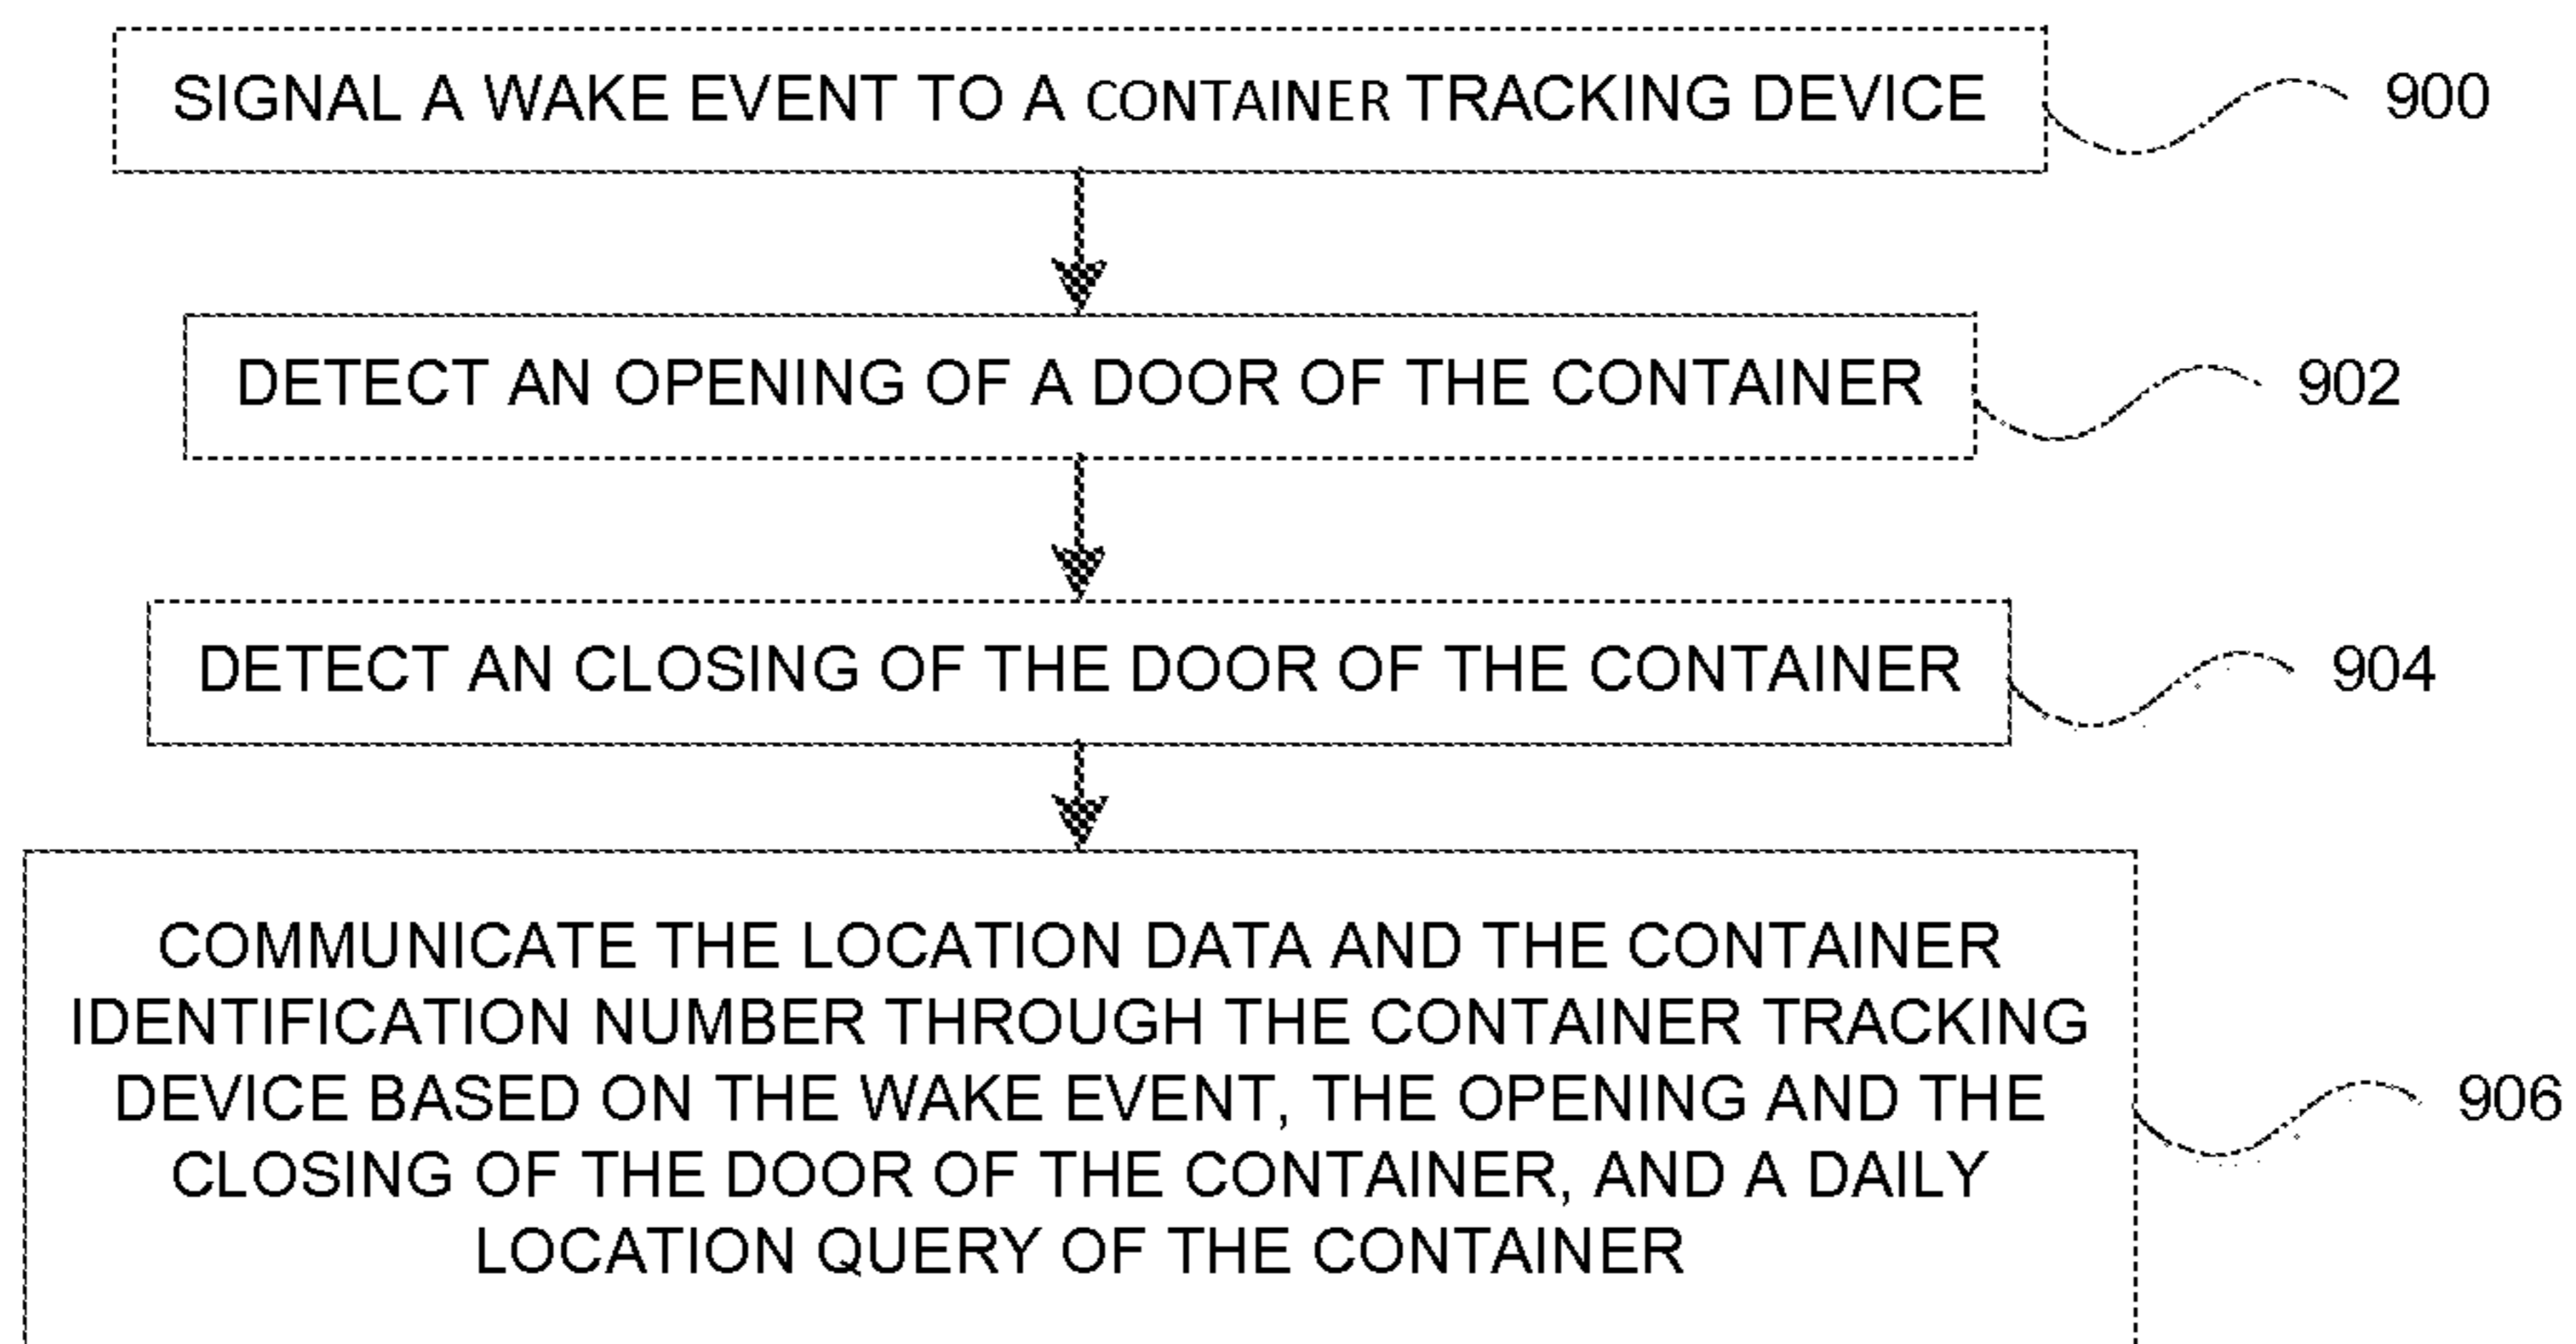 SIGNAL A WAKE EVENT TO A CONTAINER TRACKING DEVICE
900
DETECT AN OPENING OF A DOOR OF THE CONTAINER
902
DETECT AN CLOSING OF THE DOOR OF THE CONTAINER
904
COMMUNICATE THE LOCATION DATA AND THE CONTAINER
IDENTIFICATION NUMBER THROUGH THE CONTAINER TRACKING
DEVICE BASED ON THE WAKE EVENT, THE OPENING AND THE
CLOSING OF THE DOOR OF THE CONTAINER, AND A DAILY
LOCATION QUERY OF THE CONTAINER
906